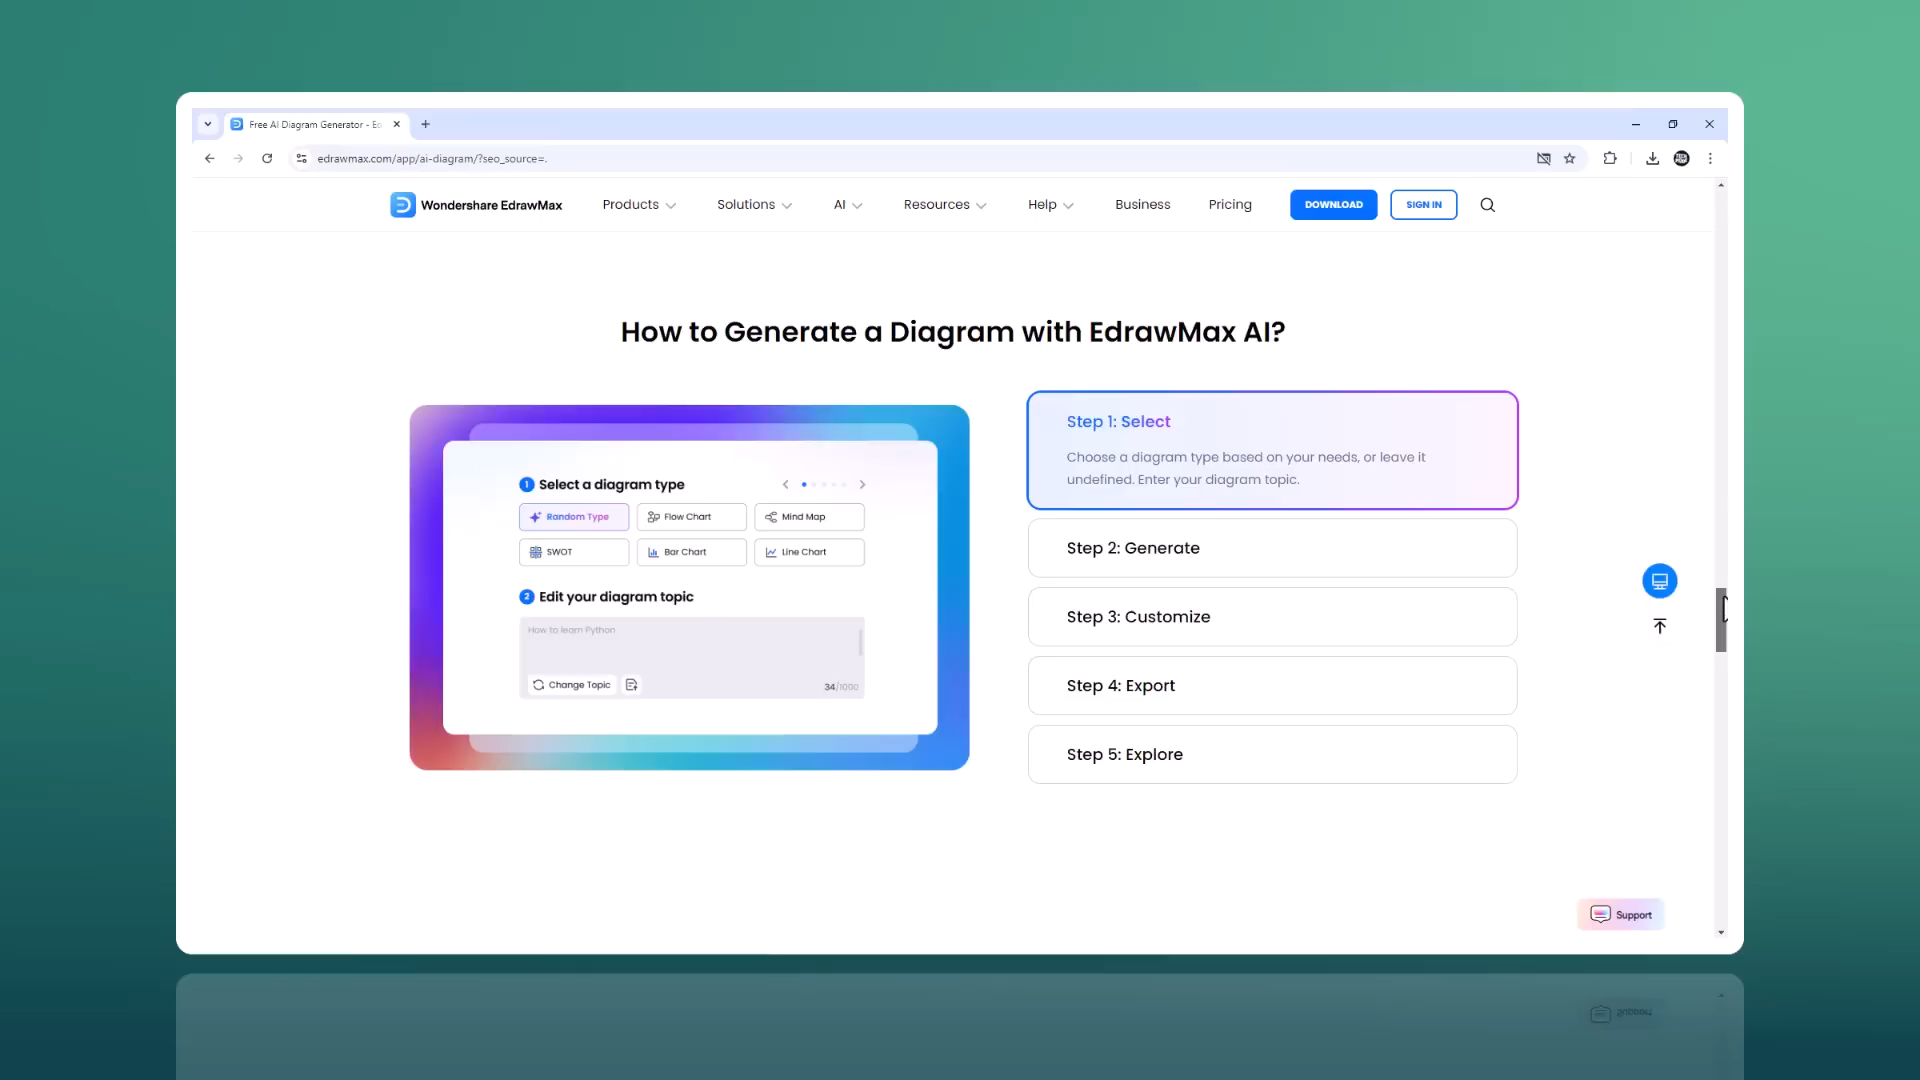 Free AI Diagram Generator - Ed
edrawmax.com/app/ai-diagram/?seo_source=.
Wondershare EdrawMax
Products
Solutions
AI
Resources
Help
Business
Pricing
DOWNLOAD
SIGN IN
How to Generate a Diagram with EdrawMax AI?
1 Select a diagram type
Random Type
Flow Chart
Mind Map
SWOT
Bar Chart
Line Chart
2 Edit your diagram topic
How to learn Python
Change Topic
34/1000
Step 1: Select
Choose a diagram type based on your needs, or leave it
undefined. Enter your diagram topic.
Step 2: Generate
Step 3: Customize
Step 4: Export
Step 5: Explore
Support